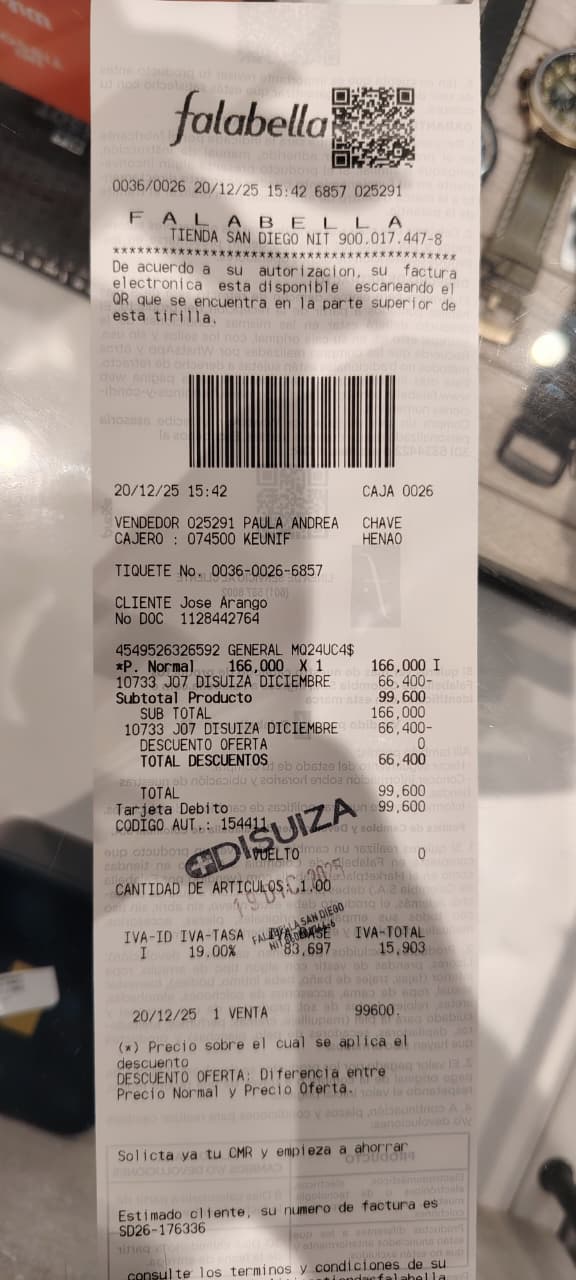 falabella
0036/0026 20/12/25 15:42 6857 025291
F A L A B E L L A
TIENDA SAN DIEGO NIT 900.017.447-8
************************************************
De acuerdo a su autorizacion, su factura
electronica esta disponible escaneando el
QR que se encuentra en la parte superior de
esta tirilla.
20/12/25 15:42 CAJA 0026
VENDEDOR 025291 PAULA ANDREA CHAVE
CAJERO : 074500 KEUNIF HENAO
TIQUETE No. 0036-0026-6857
CLIENTE Jose Arango
No DOC 1128442764
4549526326592 GENERAL MQ24UC4$
*P. Normal 166,000 X 1 166,000 I
10733 J07 DISUIZA DICIEMBRE 66,400-
Subtotal Producto 99,600
SUB TOTAL 166,000
10733 J07 DISUIZA DICIEMBRE 66,400-
DESCUENTO OFERTA 0
TOTAL DESCUENTOS 66,400
TOTAL 99,600
Tarjeta Debito 99,600
CODIGO AUT.: 154411
DISUIZA
VUELTO 0
CANTIDAD DE ARTICULOS: 1.00
19 DIC 2025
FALABELLA SAN DIEGO
NIT
IVA-ID IVA-TASA IVA-BASE IVA-TOTAL
I 19.00% 83,697 15,903
20/12/25 1 VENTA 99600.
(*) Precio sobre el cual se aplica el
descuento
DESCUENTO OFERTA: Diferencia entre
Precio Normal y Precio Oferta.
Solicta ya tu CMR y empieza a ahorrar
Estimado cliente, su numero de factura es
SD26-176336
consulte los terminos y condiciones de su